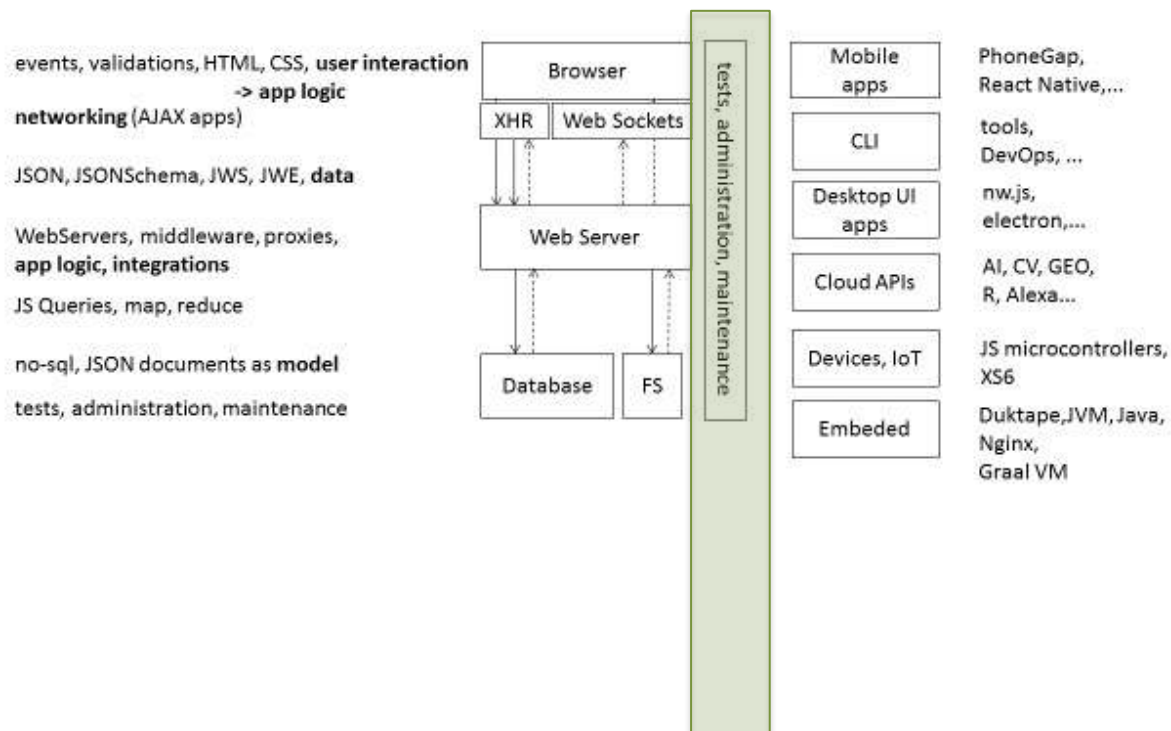 events, validations, HTML, CSS, user interaction
-> app logic
networking (AJAX apps)
JSON, JSONSchema, JWS, JWE, data
WebServers, middleware, proxies,
app logic, integrations
JS Queries, map, reduce
no-sql, JSON documents as model
tests, administration, maintenance
Browser
XHR
Web Sockets
Web Server
Database
FS
tests, administration, maintenance
Mobile
apps
PhoneGap,
React Native,...
CLI
tools,
DevOps, ...
Desktop UI
apps
nw.js,
electron,...
Cloud APIs
AI, CV, GEO,
R, Alexa...
Devices, IoT
JS microcontrollers,
XS6
Embeded
Duktape,JVM, Java,
Nginx,
Graal VM